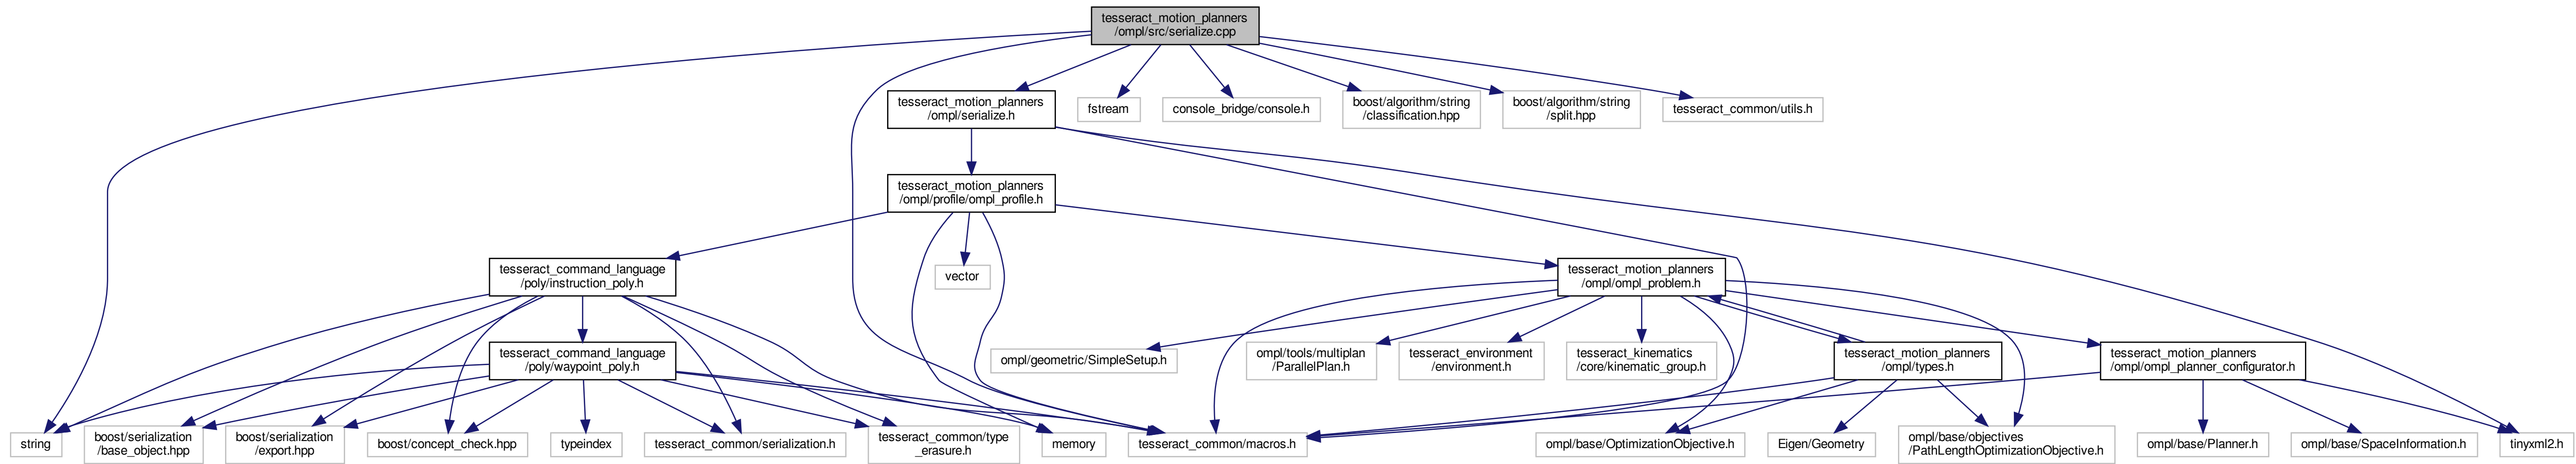 tesseract_motion_planners
/ompl/src/serialize.cpp
tesseract_motion_planners
/ompl/serialize.h
fstream
console_bridge/console.h
boost/algorithm/string
/classification.hpp
boost/algorithm/string
/split.hpp
tesseract_common/utils.h
tesseract_motion_planners
/ompl/profile/ompl_profile.h
tesseract_command_language
/poly/instruction_poly.h
vector
tesseract_motion_planners
/ompl/ompl_problem.h
tesseract_command_language
/poly/waypoint_poly.h
ompl/geometric/SimpleSetup.h
ompl/tools/multiplan
/ParallelPlan.h
tesseract_environment
/environment.h
tesseract_kinematics
/core/kinematic_group.h
tesseract_motion_planners
/ompl/types.h
tesseract_motion_planners
/ompl/ompl_planner_configurator.h
string
boost/serialization
/base_object.hpp
boost/serialization
/export.hpp
boost/concept_check.hpp
typeindex
tesseract_common/serialization.h
tesseract_common/type
_erasure.h
memory
tesseract_common/macros.h
ompl/base/OptimizationObjective.h
Eigen/Geometry
ompl/base/objectives
/PathLengthOptimizationObjective.h
ompl/base/Planner.h
ompl/base/SpaceInformation.h
tinyxml2.h